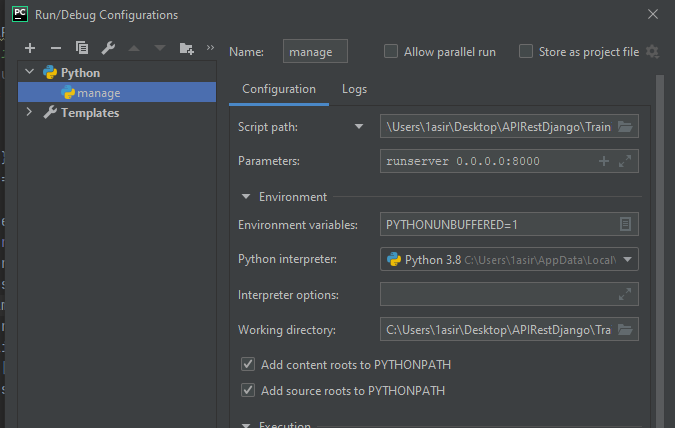 PC
Run/Debug Configurations
Python
manage
Templates
Name: manage Allow parallel run Store as project file
Configuration Logs
Script path: \Users\1asir\Desktop\APIRestDjango\Train
Parameters: runserver 0.0.0.0:8000
Environment
Environment variables: PYTHONUNBUFFERED=1
Python interpreter: Python 3.8 C:\Users\1asir\AppData\Local\
Interpreter options:
Working directory: C:\Users\1asir\Desktop\APIRestDjango\Tra
Add content roots to PYTHONPATH
Add source roots to PYTHONPATH
Execution